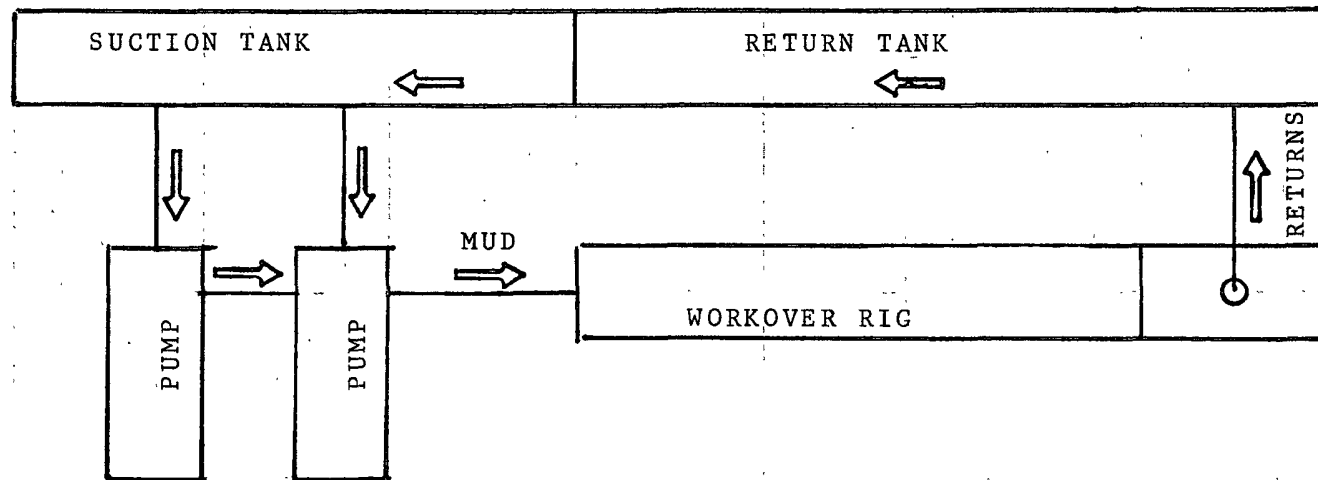 SUCTION TANK
RETURN TANK
RETURNS
MUD
PUMP
PUMP
WORKOVER RIG